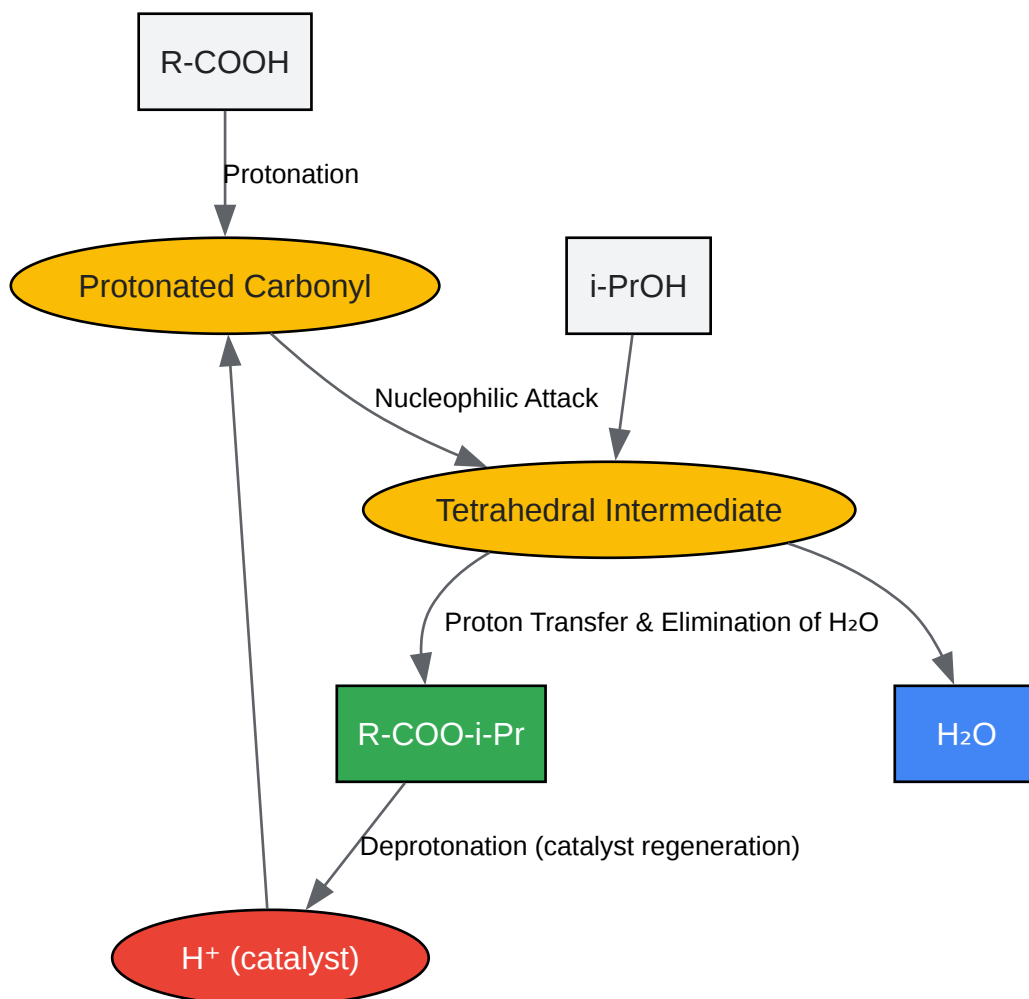 R-COOH
Protonation
Protonated Carbonyl
i-PrOH
Nucleophilic Attack
Tetrahedral Intermediate
Proton Transfer & Elimination of H₂O
R-COO-i-Pr
H₂O
Deprotonation (catalyst regeneration)
H⁺ (catalyst)